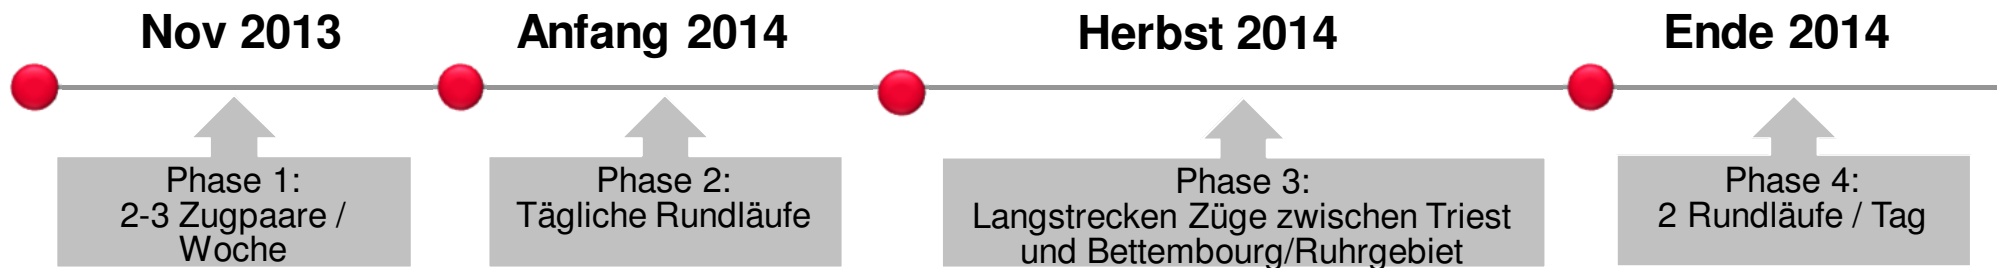 Nov 2013
Anfang 2014
Herbst 2014
Ende 2014
Phase 1:
2-3 Zugpaare /
Woche
Phase 2:
Tägliche Rundläufe
Phase 3:
Langstrecken Züge zwischen Triest
und Bettembourg/Ruhrgebiet
Phase 4:
2 Rundläufe / Tag